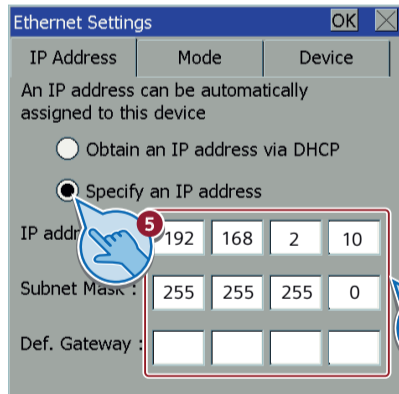 Ethernet Settings OK
IP Address Mode Device
An IP address can be automatically
assigned to this device
Obtain an IP address via DHCP
Specify an IP address
5
IP addr 192 168 2 10
Subnet Mask : 255 255 255 0
Def. Gateway :